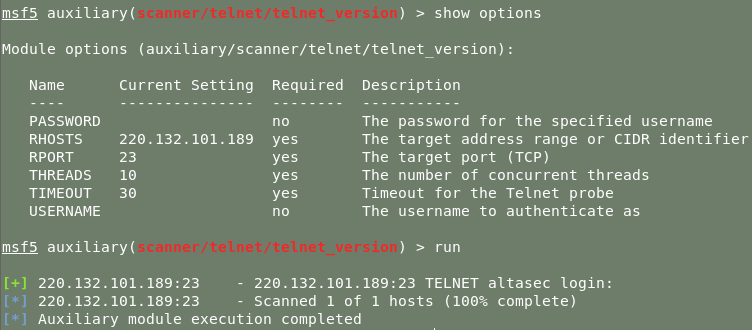 msf5 auxiliary(scanner/telnet/telnet_version) > show options
Module options (auxiliary/scanner/telnet/telnet_version):
Name Current Setting Required Description
---- --------------- -------- -----------
PASSWORD no The password for the specified username
RHOSTS 220.132.101.189 yes The target address range or CIDR identifier
RPORT 23 yes The target port (TCP)
THREADS 10 yes The number of concurrent threads
TIMEOUT 30 yes Timeout for the Telnet probe
USERNAME no The username to authenticate as
msf5 auxiliary(scanner/telnet/telnet_version) > run
[+] 220.132.101.189:23 - 220.132.101.189:23 TELNET altasec login:
[*] 220.132.101.189:23 - Scanned 1 of 1 hosts (100% complete)
[*] Auxiliary module execution completed